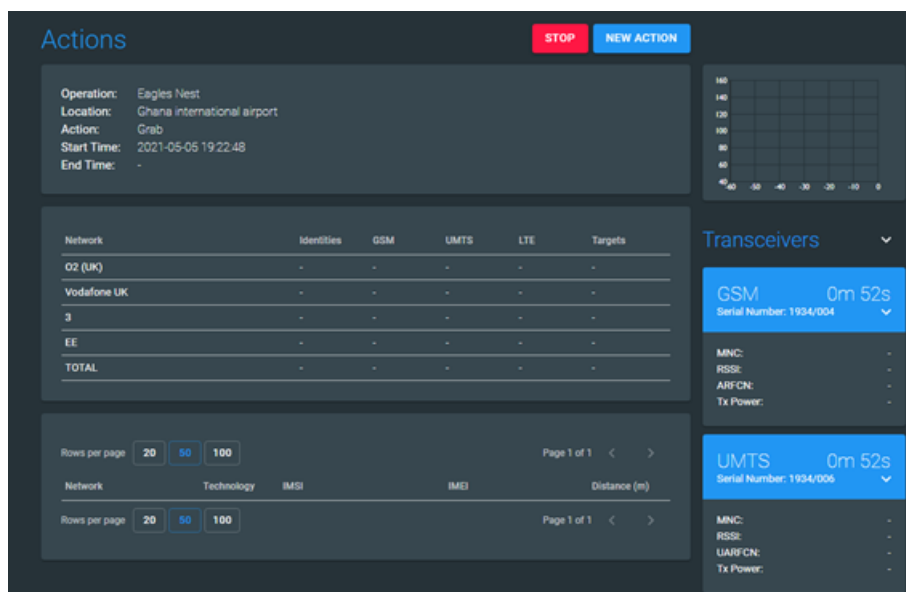 Actions
STOP
NEW ACTION
Operation: Eagles Nest
Location: Ghana international airport
Action: Grab
Start Time: 2021-05-05 19:22:48
End Time: -
Network Identities GSM UMTS LTE Targets
O2 (UK) - - - - -
Vodafone UK - - - - -
3 - - - - -
EE - - - - -
TOTAL - - - - -
Rows per page 20 50 100 Page 1 of 1 < >
Network Technology IMSI IMEI Distance (m)
Rows per page 20 50 100 Page 1 of 1 < >
160
140
120
100
80
60
40
-60 -50 -40 -30 -20 -10 0
Transceivers
GSM 0m 52s
Serial Number: 1934/004
MNC: -
RSSI: -
ARFCN: -
Tx Power: -
UMTS 0m 52s
Serial Number: 1934/006
MNC: -
RSSI: -
UARFCN: -
Tx Power: -